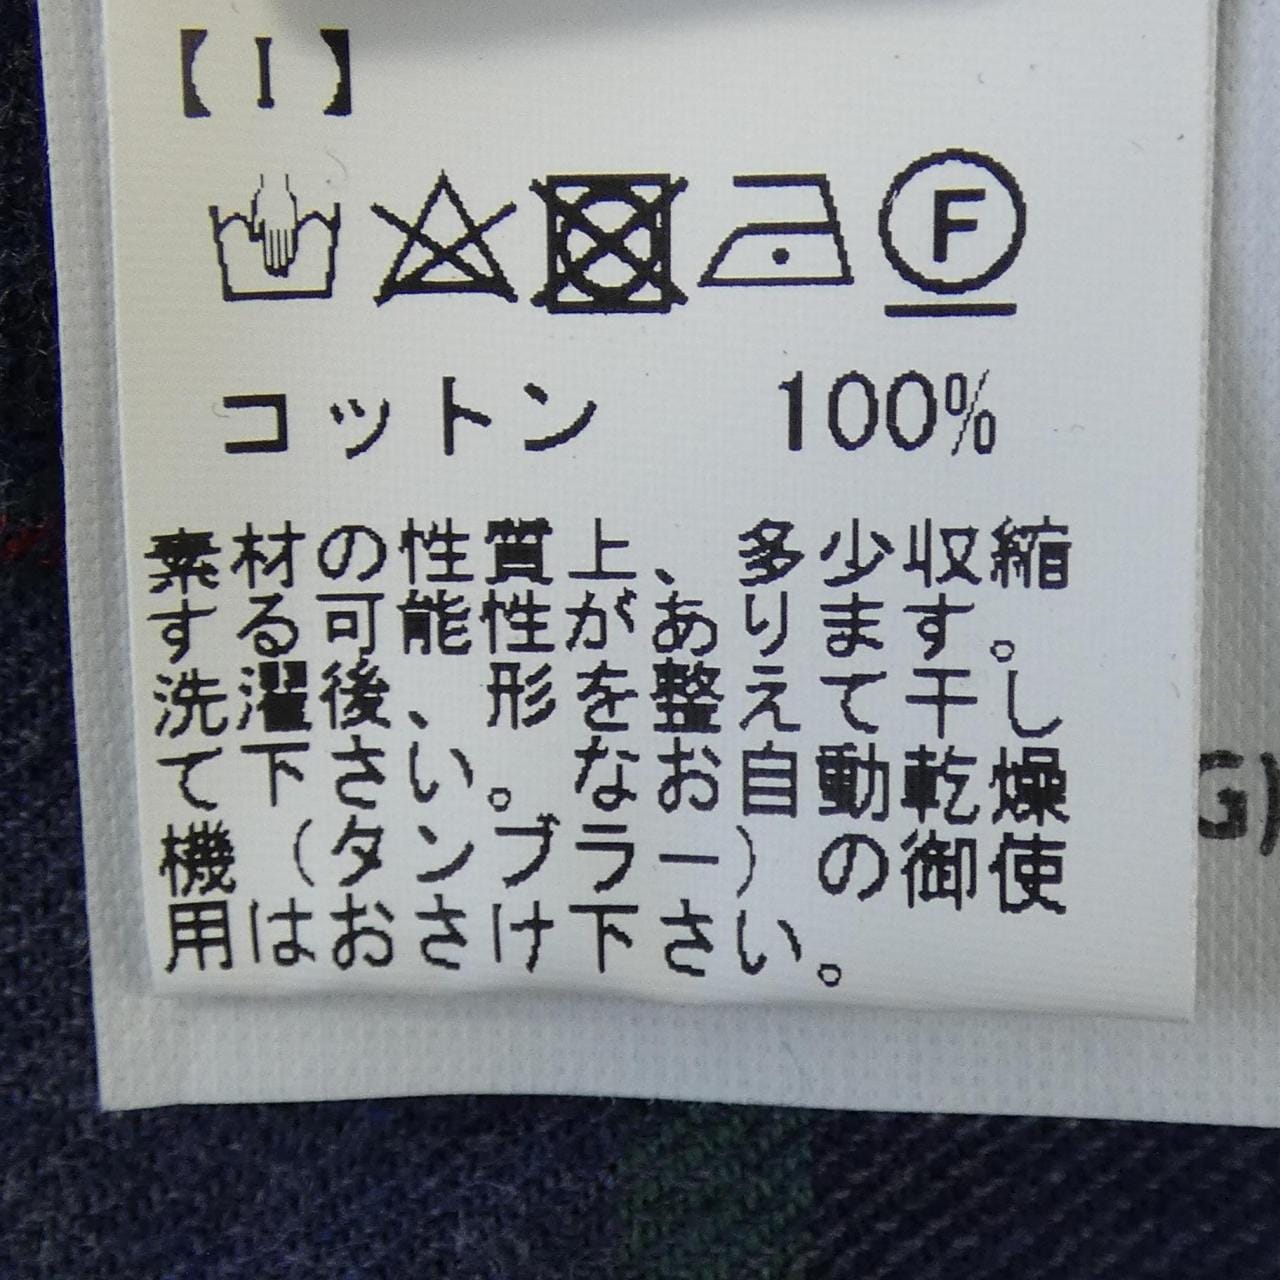 【I】
F
コットン 100%
素材の性質上、多少収縮
する可能性があります。
洗濯後、形を整えて干し
て下さい。なお自動乾燥
機(タンブラー)の御使
用はおさけ下さい。
G)